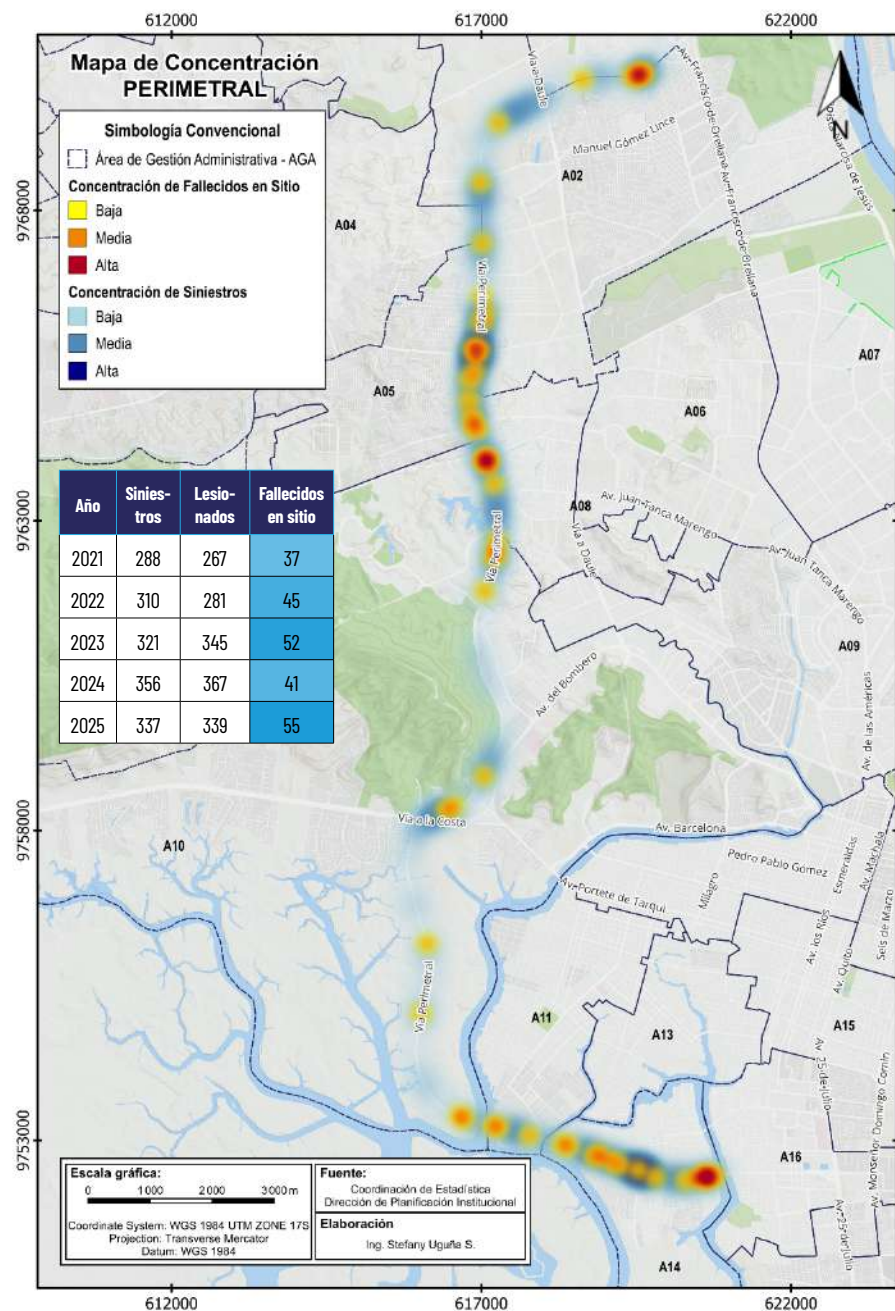 612000
617000
622000
Mapa de Concentración
PERIMETRAL
Simbología Convencional
Área de Gestión Administrativa - AGA
Concentración de Fallecidos en Sitio
Baja
Media
Alta
Concentración de Siniestros
Baja
Media
Alta
N
9768000
9763000
9758000
9753000
Vía a Daule
Av. Francisco de Orellana
Av. Francisco de Orellana
Manuel Gómez Lince
A02
A04
Vía Perimetral
A05
A06
A07
A08
Av. Juan Tanca Marengo
Av. Juan Tanca Marengo
Vía a Daule
Vía Perimetral
A09
Av. de las Américas
Av. del Bombero
Año Sinies-tros Lesio-nados Fallecidos en sitio
2021 288 267 37
2022 310 281 45
2023 321 345 52
2024 356 367 41
2025 337 339 55
Vía a la Costa
Av. Barcelona
A10
Pedro Pablo Gómez
Esmeraldas
Av. Machala
Av. Portete de Tarqui
Milagro
Av. los Ríos
Av. Quito
Seis de Marzo
Vía Perimetral
A11
A13
A15
Av. 25 de Julio
Av. Monseñor Domingo Comín
A16
Av. 25 de Julio
A14
Escala gráfica:
0 1000 2000 3000 m
Coordinate System: WGS 1984 UTM ZONE 17S
Projection: Transverse Mercator
Datum: WGS 1984
Fuente:
Coordinación de Estadística
Dirección de Planificación Institucional
Elaboración
Ing. Stefany Uguña S.
612000
617000
622000